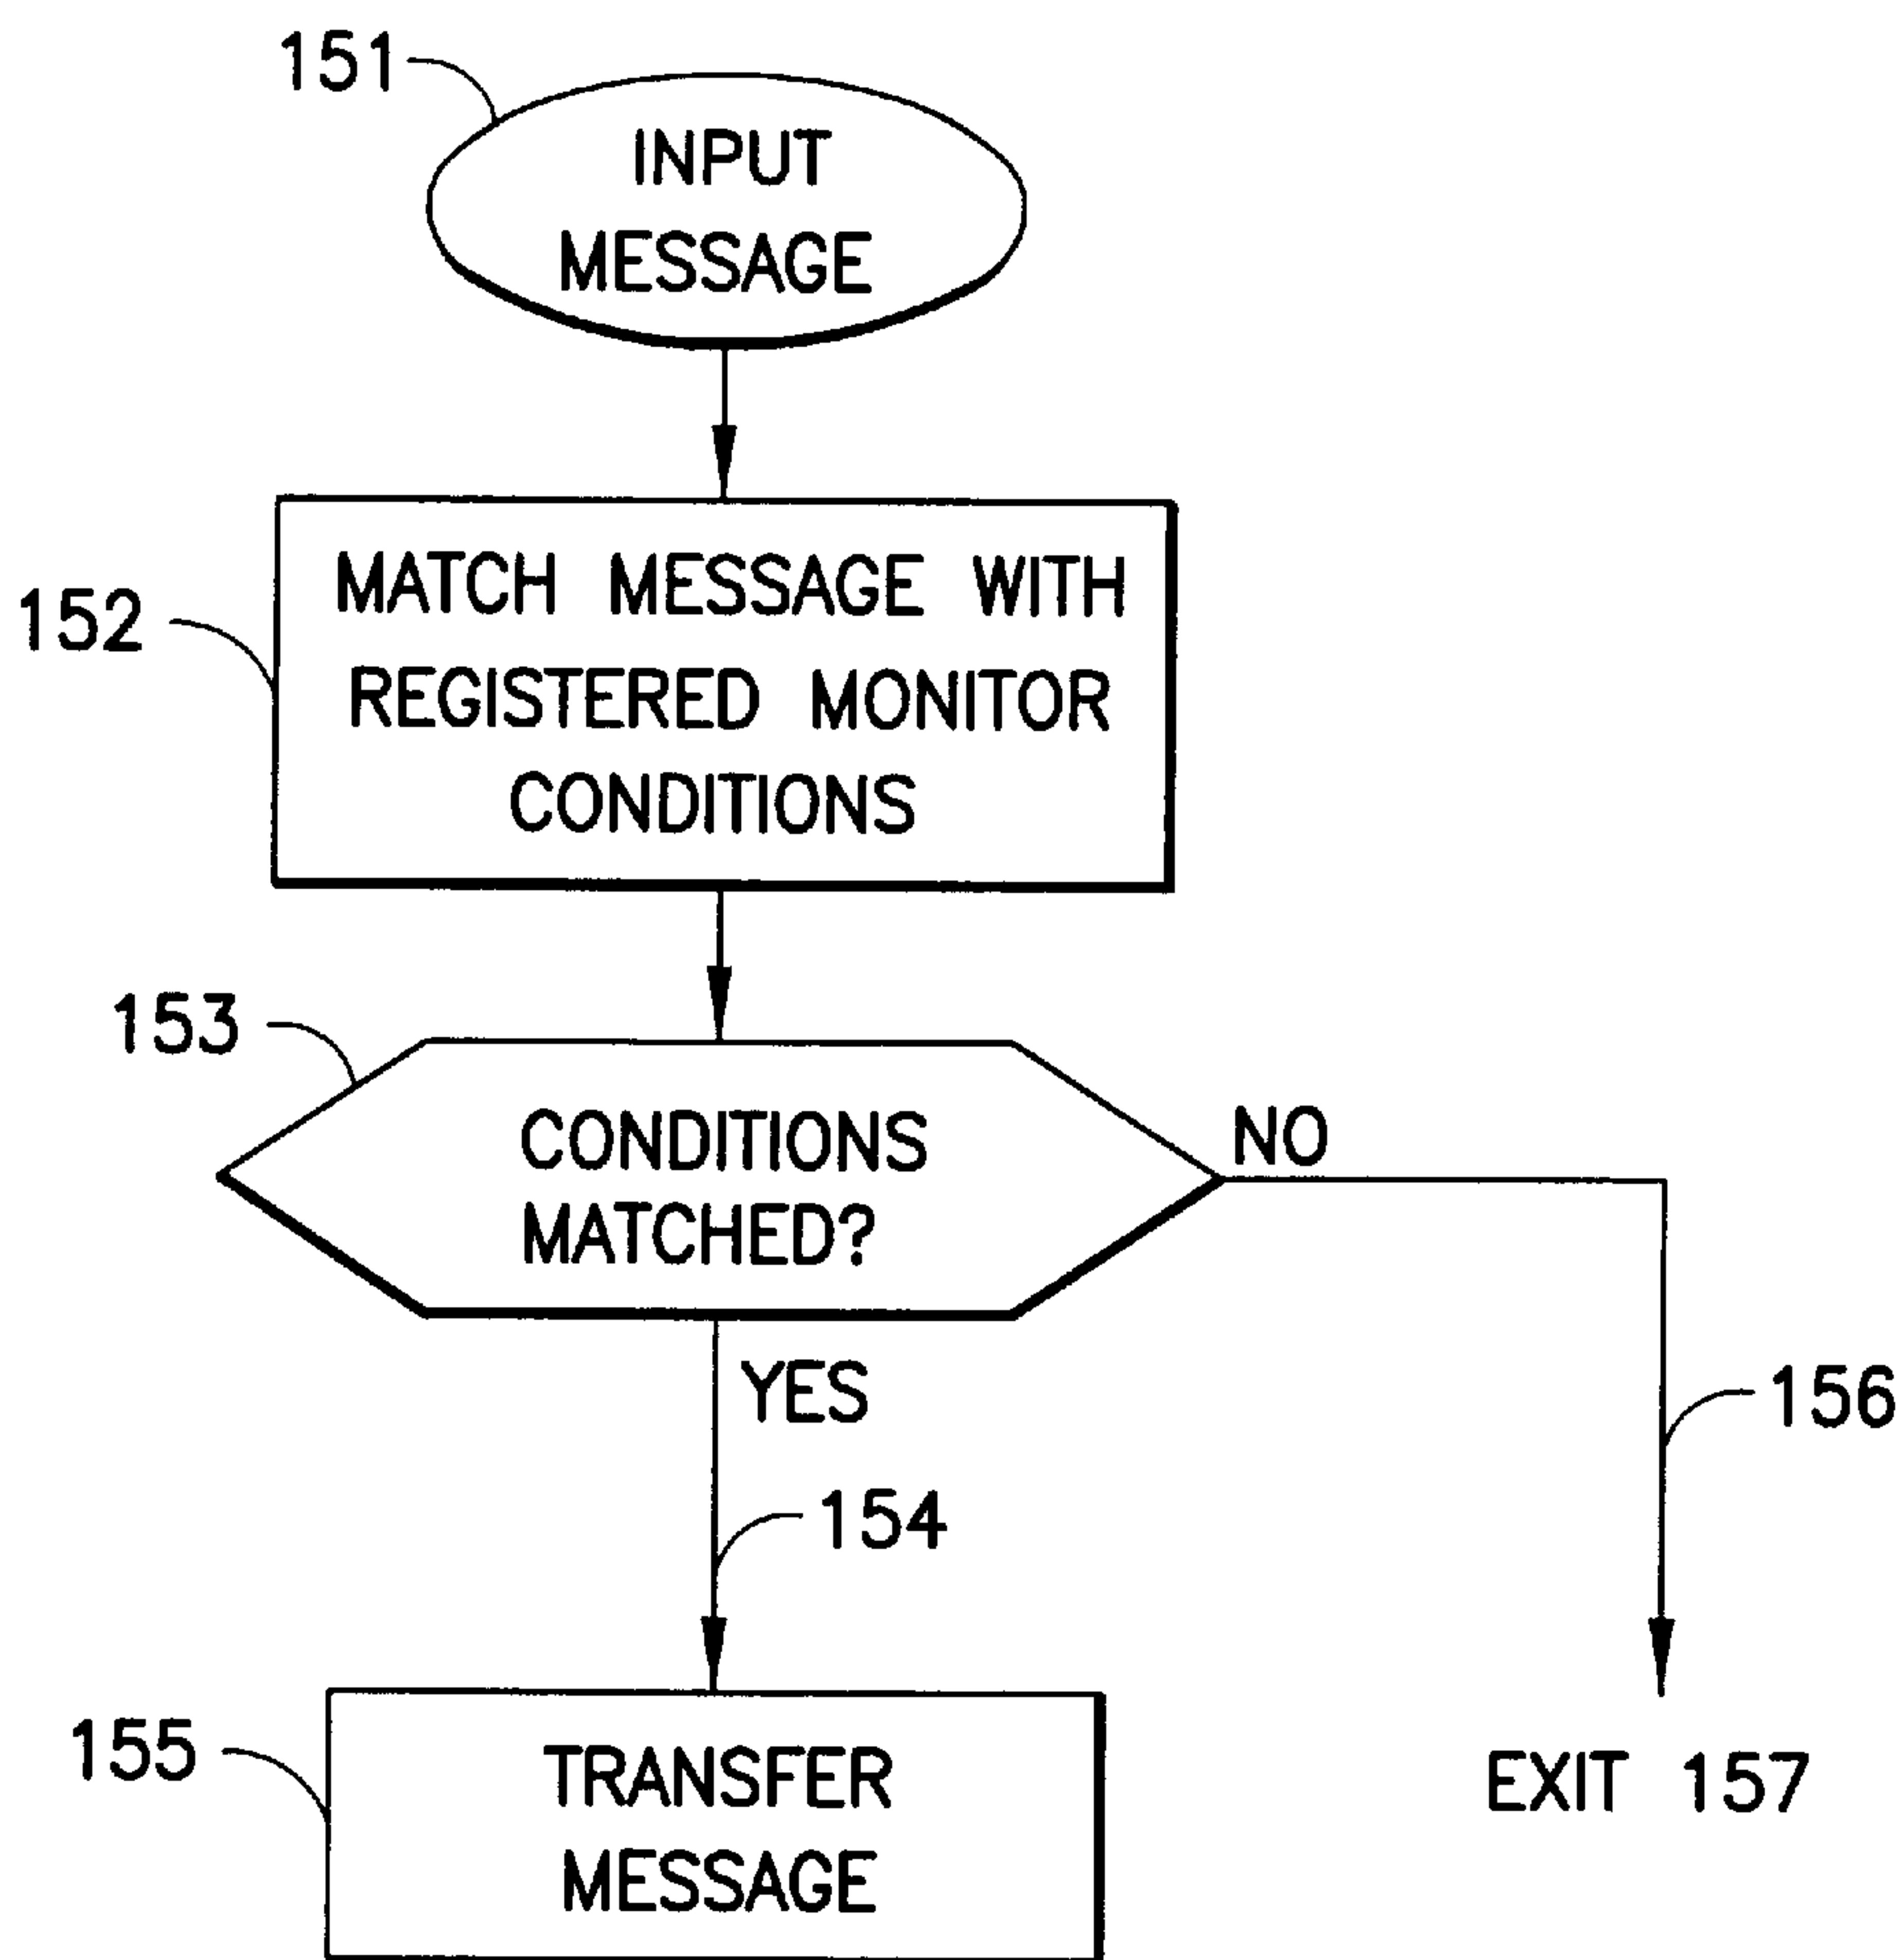 151
INPUT
MESSAGE
152
MATCH MESSAGE WITH
REGISTERED MONITOR
CONDITIONS
153
CONDITIONS
MATCHED?
NO
YES
156
154
155
TRANSFER
MESSAGE
EXIT 157